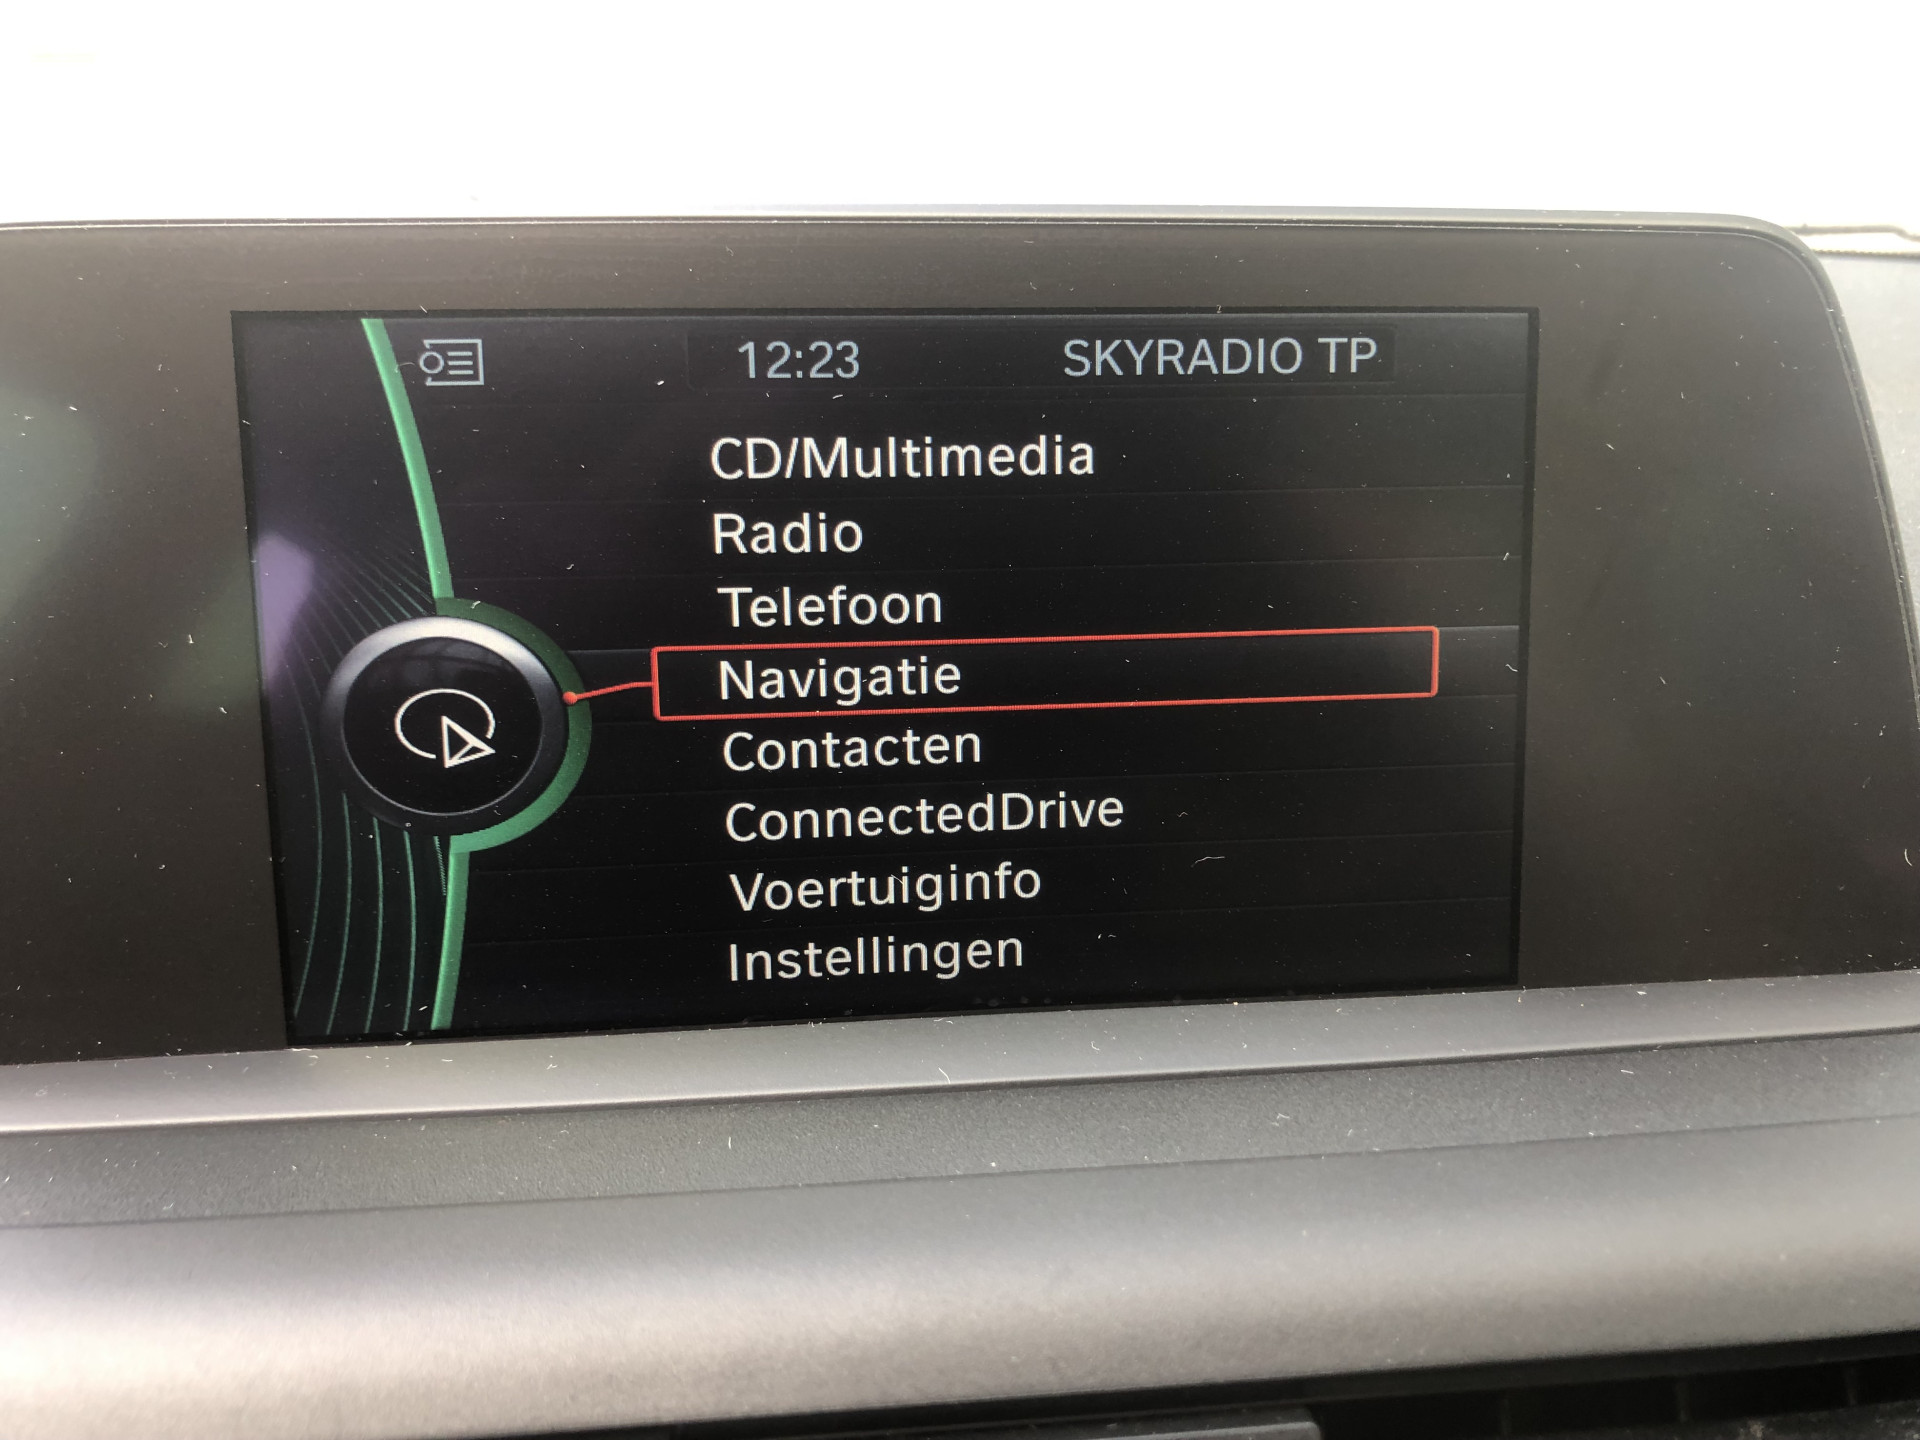 12:23 SKYRADIO TP
CD/Multimedia
Radio
Telefoon
Navigatie
Contacten
ConnectedDrive
Voertuiginfo
Instellingen